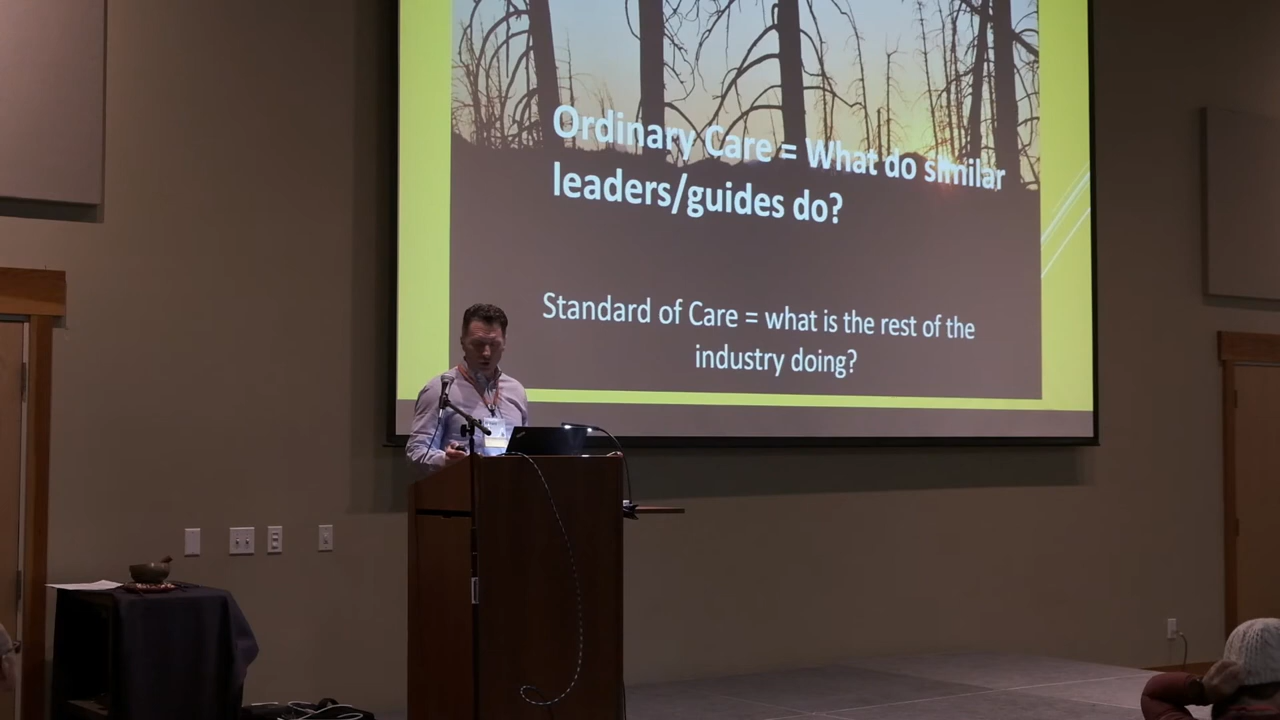 Ordinary Care = What do similar
leaders/guides do?
Standard of Care = what is the rest of the
industry doing?